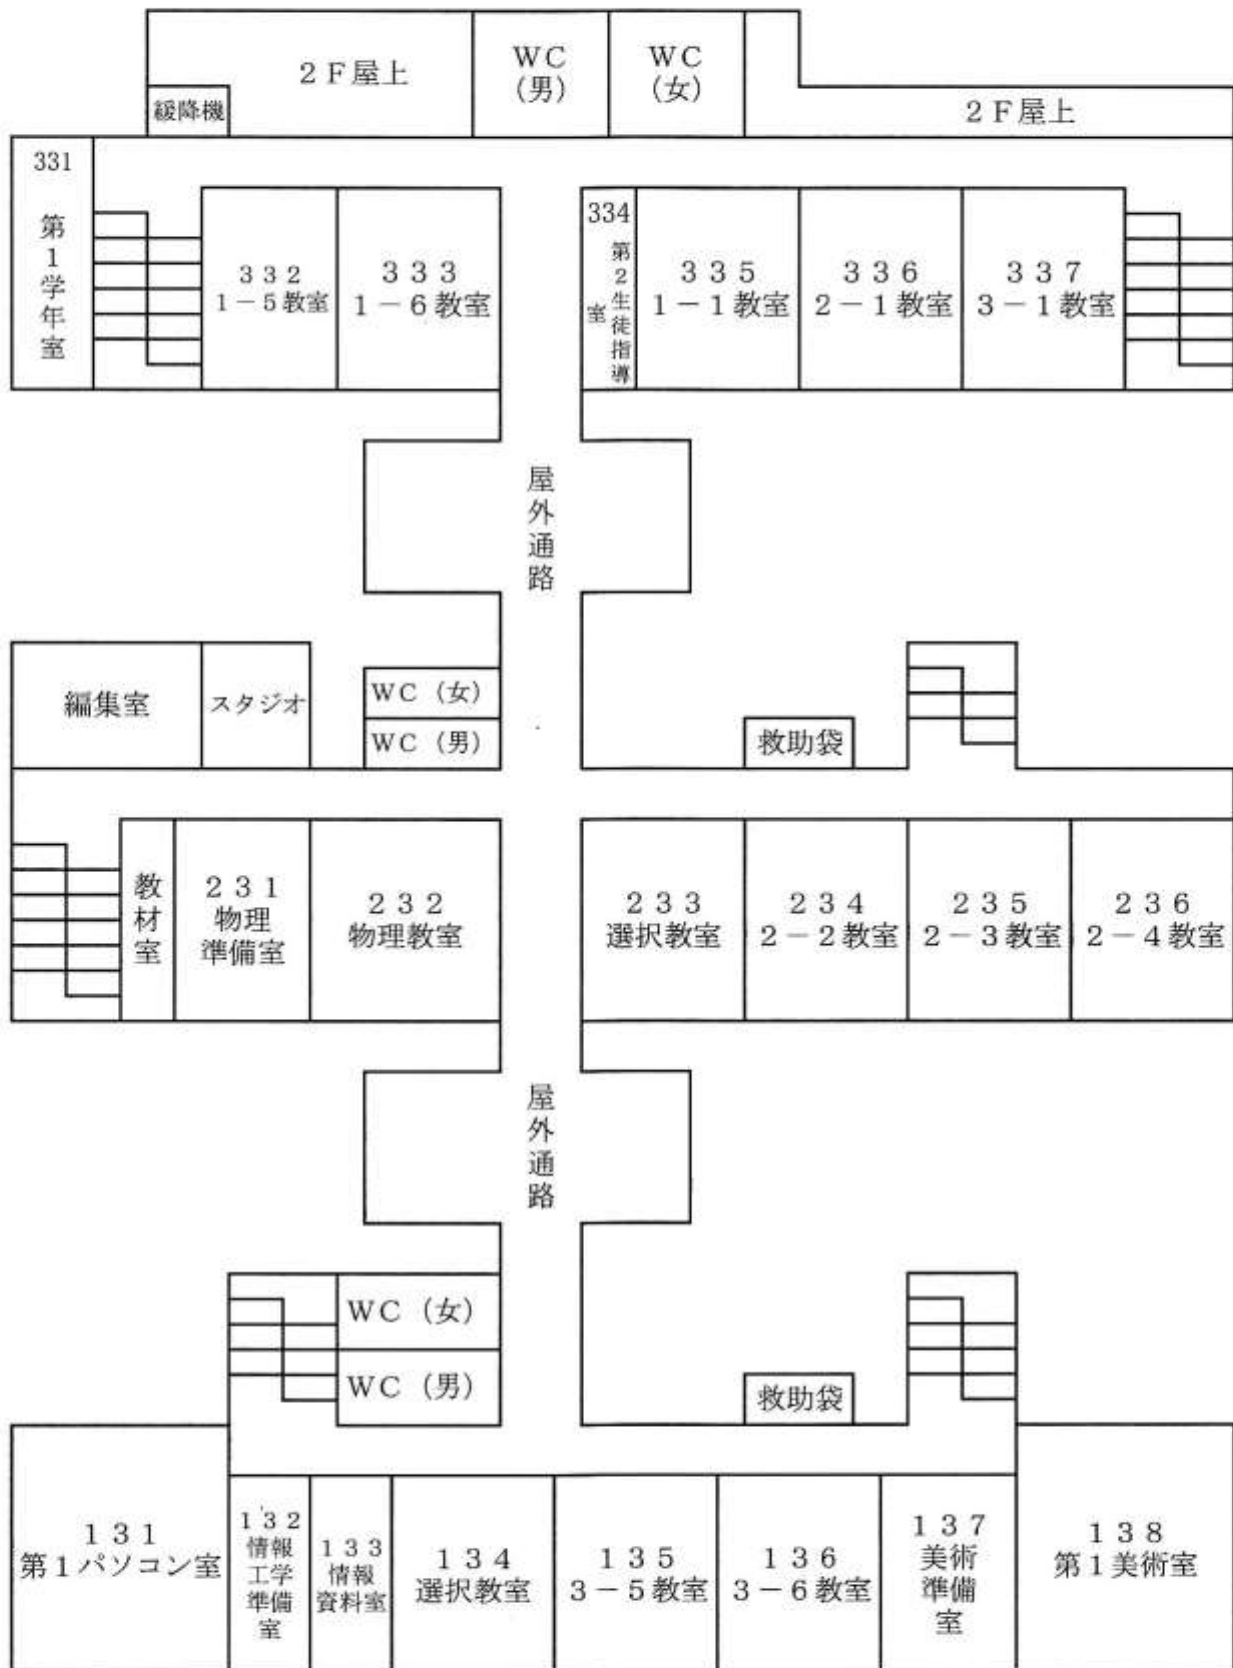 2F屋上
WC
(男)
WC
(女)
緩降機
2F屋上
331
第1学年室
332
1-5教室
333
1-6教室
334
第2生徒指導室
335
1-1教室
336
2-1教室
337
3-1教室
屋外通路
編集室
スタジオ
WC(女)
WC(男)
救助袋
教材室
231
物理
準備室
232
物理教室
233
選択教室
234
2-2教室
235
2-3教室
236
2-4教室
屋外通路
WC(女)
WC(男)
救助袋
131
第1パソコン室
132
情報
工学
準備
室
133
情報
資料室
134
選択教室
135
3-5教室
136
3-6教室
137
美術
準備
室
138
第1美術室